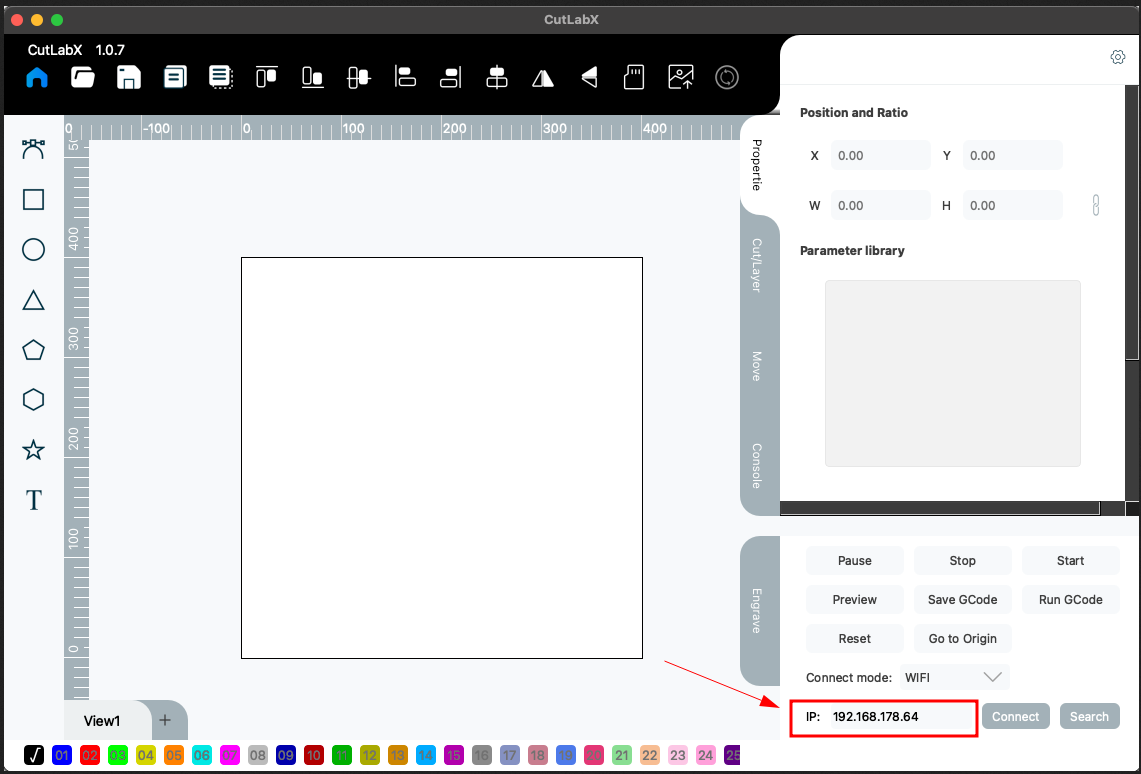 CutLabX
CutLabX 1.0.7
0 -100 0 100 200 300 400
400
300
200
100
0
Propertie
Cut/Layer
Move
Console
Engrave
Position and Ratio
X 0.00 Y 0.00
W 0.00 H 0.00
Parameter library
Pause Stop Start
Preview Save GCode Run GCode
Reset Go to Origin
Connect mode: WIFI
IP: 192.168.178.64 Connect Search
T
View1 +
01 02 03 04 05 06 07 08 09 10 11 12 13 14 15 16 17 18 19 20 21 22 23 24 25